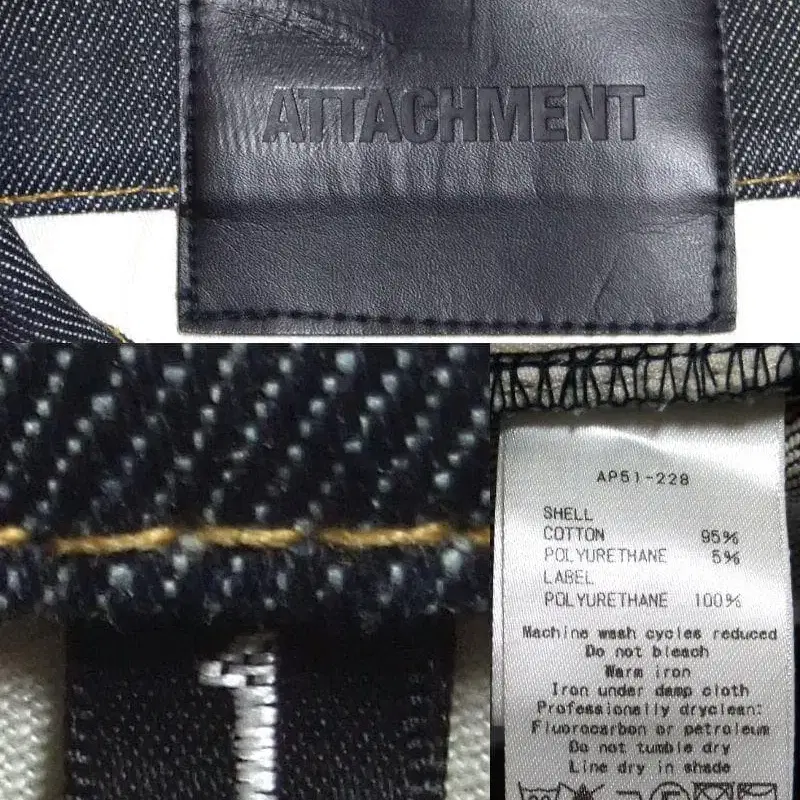 ATTACHMENT
1
AP51-228
SHELL
COTTON 95%
POLYURETHANE 5%
LABEL
POLYURETHANE 100%
Machine wash cycles reduced
Do not bleach
Warm iron
Iron under damp cloth
Professionally dryclean:
Fluorocarbon or petroleum
Do not tumble dry
Line dry in shade